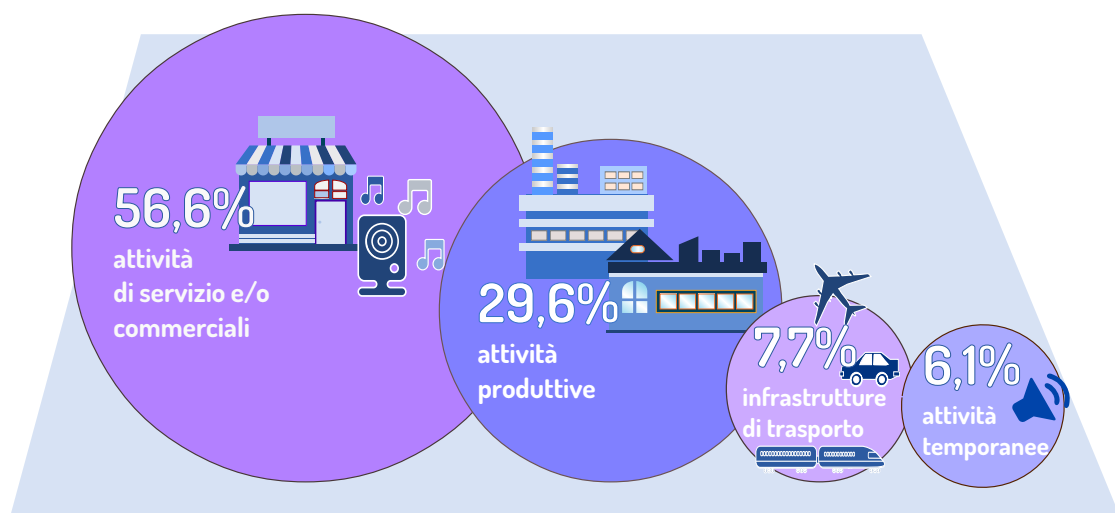 56,6%
attività
di servizio e/o
commerciali
29,6%
attività
produttive
7,7%
infrastrutture
di trasporto
6,1%
attività
temporanee